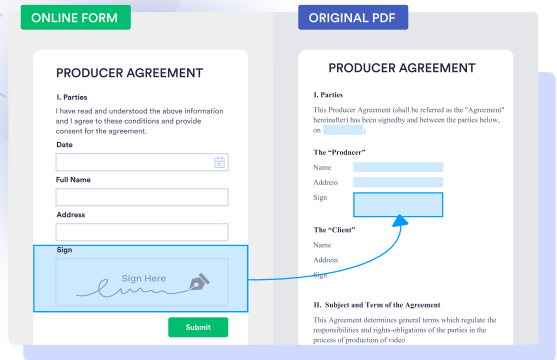 ONLINE FORM
PRODUCER AGREEMENT
I. Parties
I have read and understood the above information
and I agree to these conditions and provide
consent for the agreement.
Date
Full Name
Address
Sign
Sign Here
Submit
ORIGINAL PDF
PRODUCER AGREEMENT
I. Parties
This Producer Agreement (shall be referred as the "Agreement"
hereinafter) has been signedby and between the parties below,
on ;
The “Producer”
Name
Address
Sign
The “Client”
Name
Address
Sign
II. Subject and Term of the Agreement
This Agreement determines general terms which regulate the
responsibilities and rights-obligations of the parties in the
process of production of video